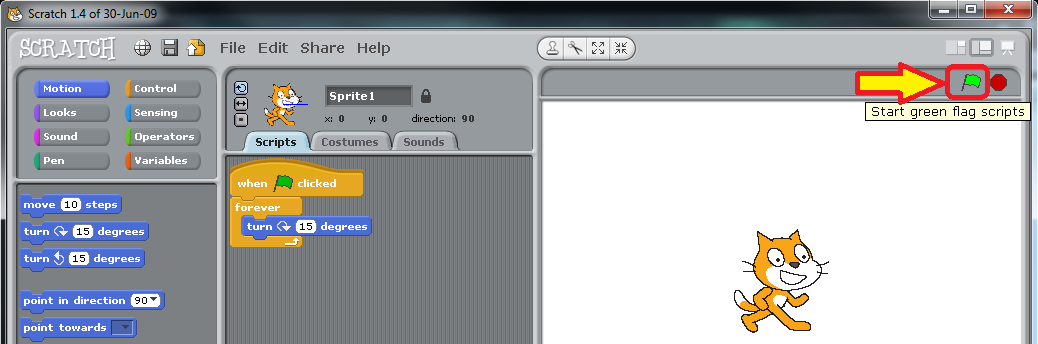 Scratch 1.4 of 30-Jun-09
SCRATCH File Edit Share Help
Motion Control
Looks Sensing
Sound Operators
Pen Variables
Sprite1
x: 0 y: 0 direction: 90
Scripts Costumes Sounds
Start green flag scripts
when clicked
forever
turn 15 degrees
move 10 steps
turn 15 degrees
turn 15 degrees
point in direction 90
point towards